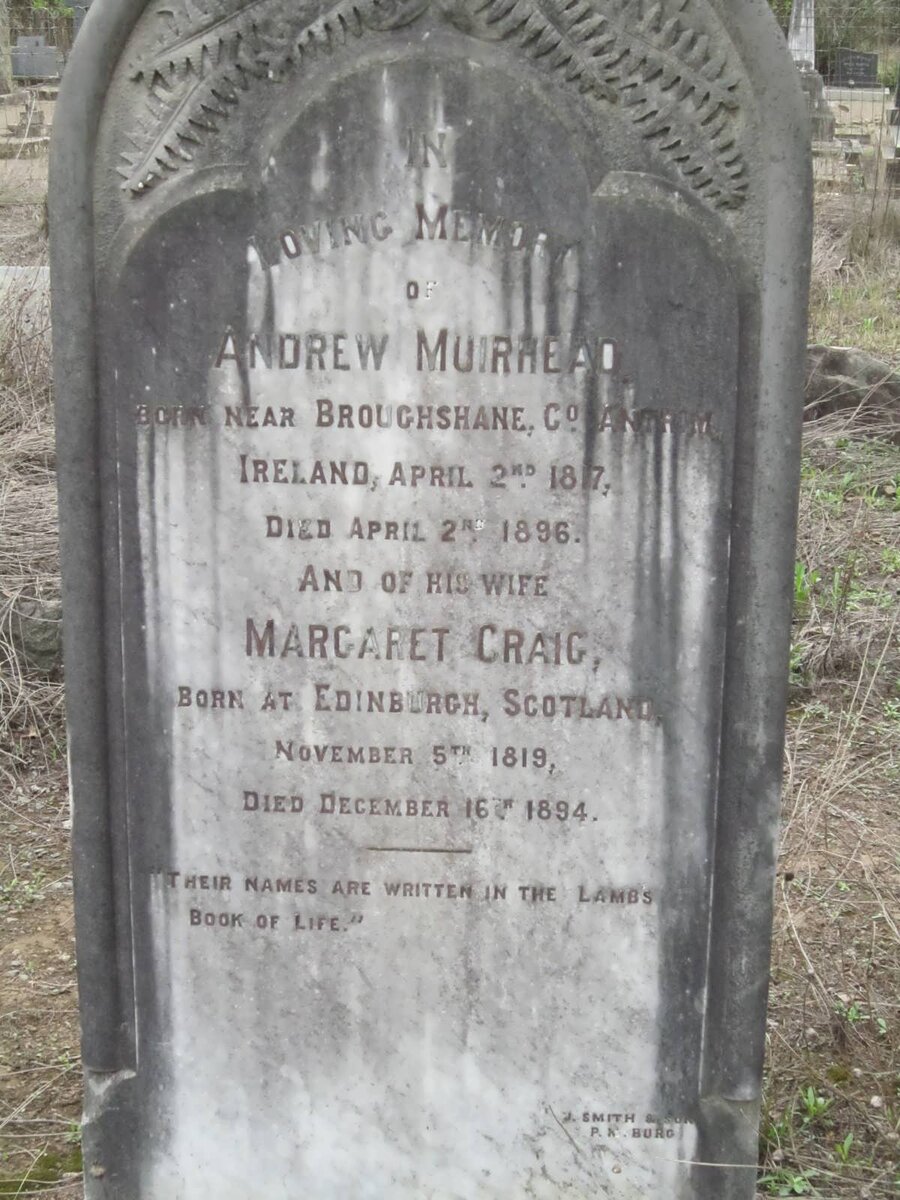 IN
LOVING MEMORY
OF
ANDREW MUIRHEAD,
BORN NEAR BROUGHSHANE, CO ANTRIM,
IRELAND, APRIL 2ND 1817,
DIED APRIL 2ND 1896.
AND OF HIS WIFE
MARGARET CRAIG,
BORN AT EDINBURGH, SCOTLAND,
NOVEMBER 5TH 1819,
DIED DECEMBER 16TH 1894.
"THEIR NAMES ARE WRITTEN IN THE LAMBS
BOOK OF LIFE."
J. SMITH & SON
P. M. BURG